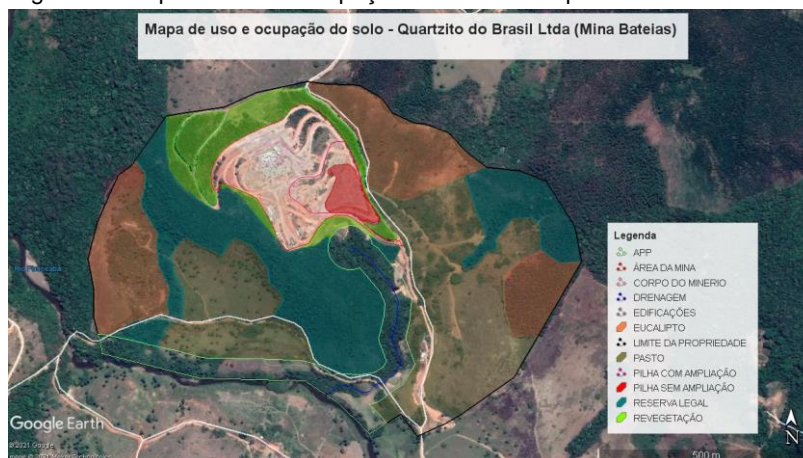 Mapa de uso e ocupação do solo - Quartzito do Brasil Ltda (Mina Bateias)
Legenda
APP
ÁREA DA MINA
CORPO DO MINERIO
DRENAGEM
EDIFICAÇÕES
EUCALIPTO
LIMITE DA PROPRIEDADE
PASTO
PILHA COM AMPLIAÇÃO
PILHA SEM AMPLIAÇÃO
RESERVA LEGAL
REVEGETAÇÃO
Google Earth
© 2021 Google
N
500 m